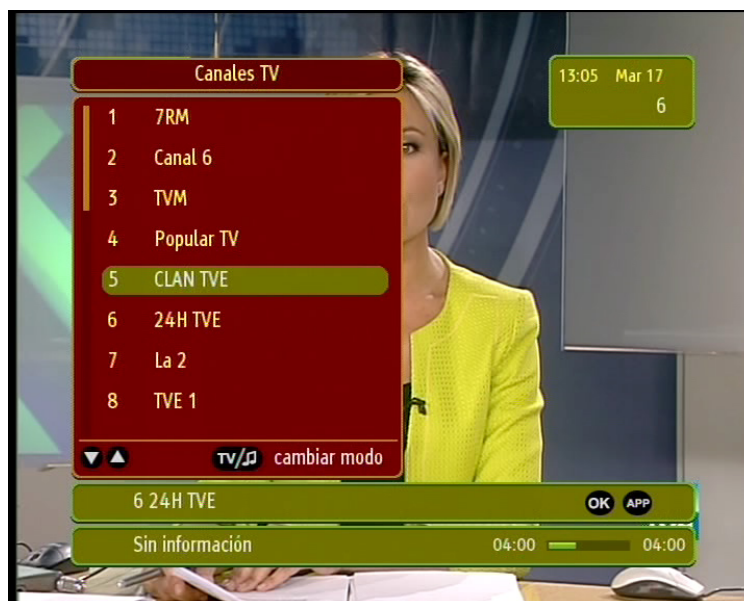 Canales TV
13:05 Mar 17
6
1 7RM
2 Canal 6
3 TVM
4 Popular TV
5 CLAN TVE
6 24H TVE
7 La 2
8 TVE 1
TV/♫ cambiar modo
6 24H TVE OK APP
Sin información 04:00 04:00